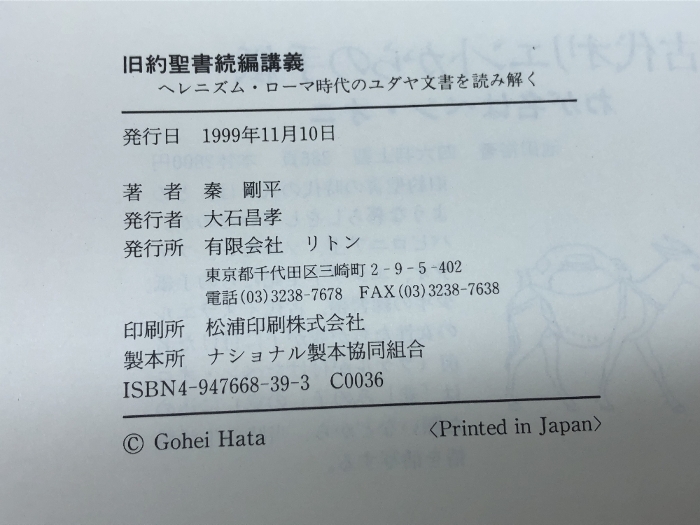 旧約聖書続編講義
ヘレニズム・ローマ時代のユダヤ文書を読み解く
発行日 1999年11月10日
著 者 秦 剛平
発行者 大石昌孝
発行所 有限会社 リトン
東京都千代田区三崎町2-9-5-402
電話(03)3238-7678 FAX(03)3238-7638
印刷所 松浦印刷株式会社
製本所 ナショナル製本協同組合
ISBN4-947668-39-3 C0036
© Gohei Hata 〈Printed in Japan〉